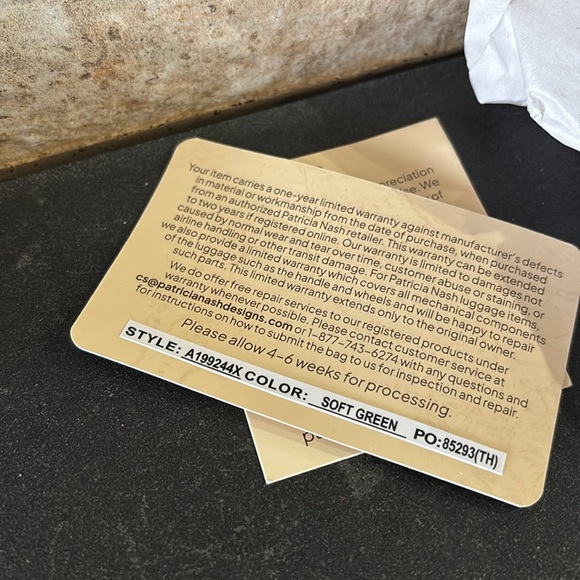 Your item carries a one-year limited warranty against manufacturer's defects
in material or workmanship from the date of purchase, when purchased
from an authorized Patricia Nash retailer. This warranty can be extended
to two years if registered online. Our warranty is limited to damages not
caused by normal wear and tear over time, customer abuse or staining, or
airline handling or other transit damage. For Patricia Nash luggage items,
we also provide a limited warranty which covers all mechanical components
of the luggage such as the handle and wheels and will be happy to repair
such parts. This limited warranty extends only to the original owner.
We do offer free repair services to our registered products under
warranty whenever possible. Please contact customer service at
cs@patricianashdesigns.com or 1-877-743-6274 with any questions and
for instructions on how to submit the bag to us for inspection and repair.
Please allow 4-6 weeks for processing.
STYLE: A199244X COLOR: SOFT GREEN PO:85293(TH)
We
of